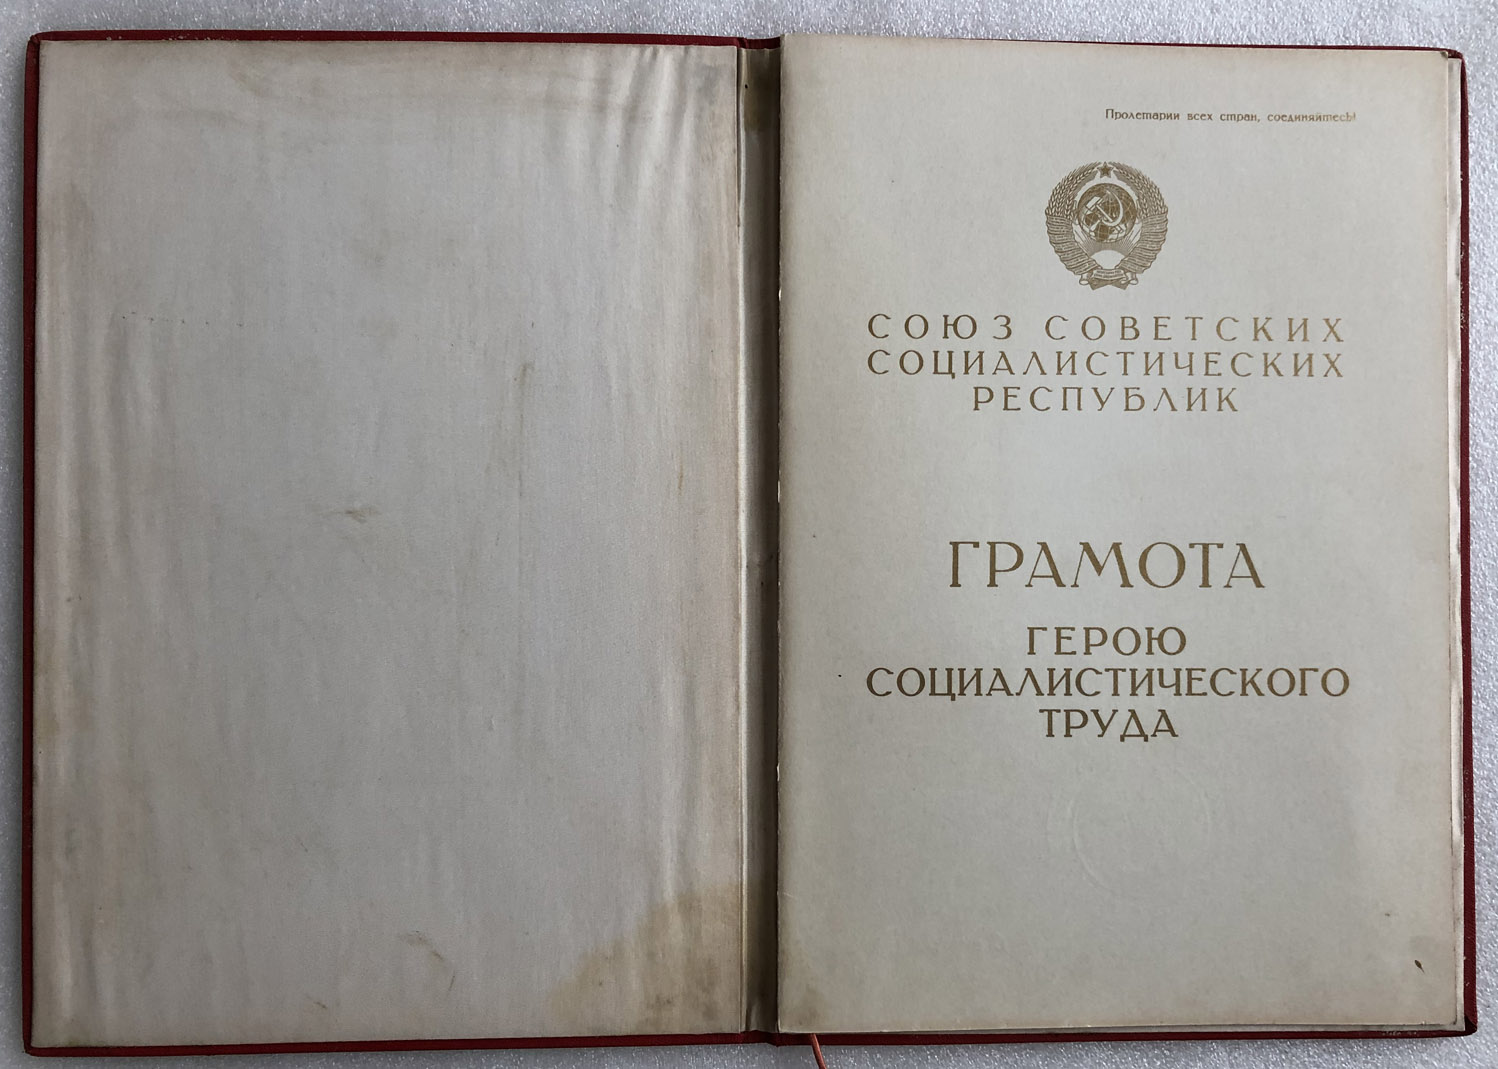 Пролетарии всех стран, соединяйтесь!
СОЮЗ СОВЕТСКИХ
СОЦИАЛИСТИЧЕСКИХ
РЕСПУБЛИК
ГРАМОТА
ГЕРОЮ
СОЦИАЛИСТИЧЕСКОГО
ТРУДА